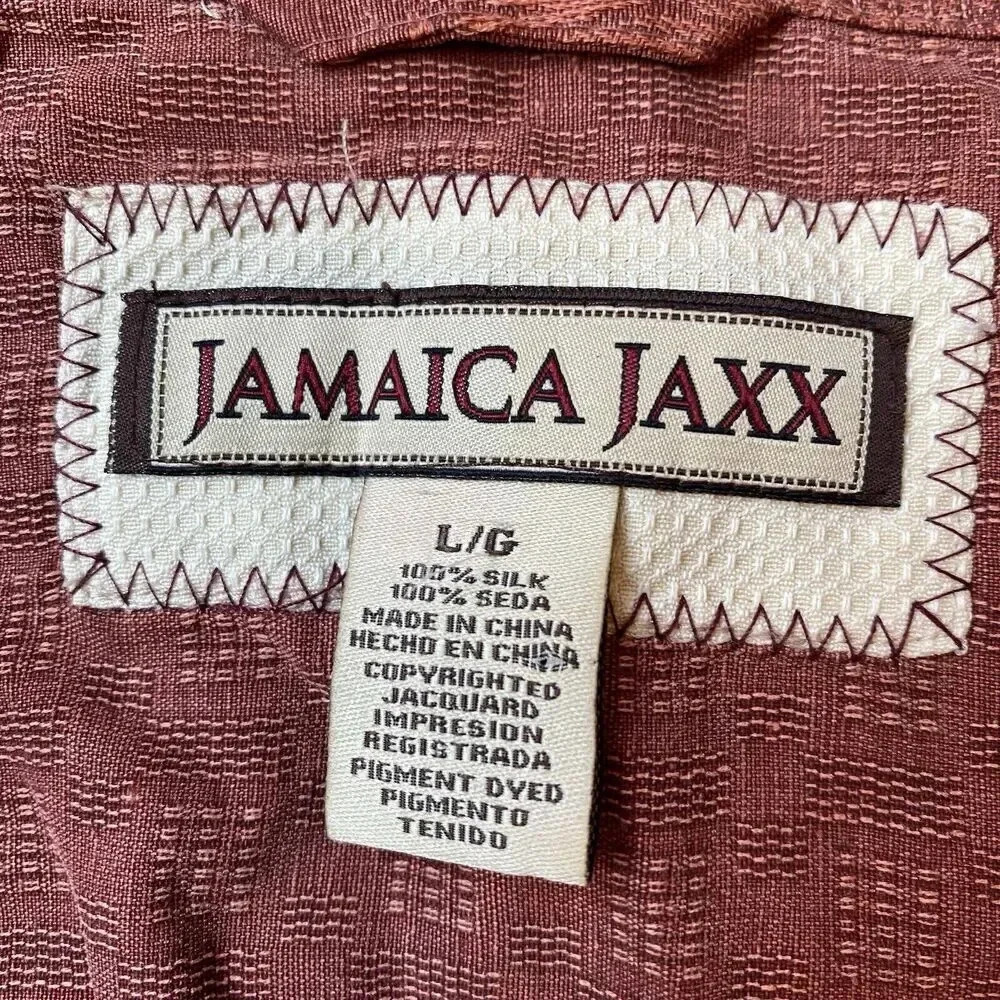 JAMAICA JAXX
L/G
100% SILK
100% SEDA
MADE IN CHINA
HECHO EN CHINA
COPYRIGHTED
JACQUARD
IMPRESION
REGISTRADA
PIGMENT DYED
PIGMENTO
TENIDO